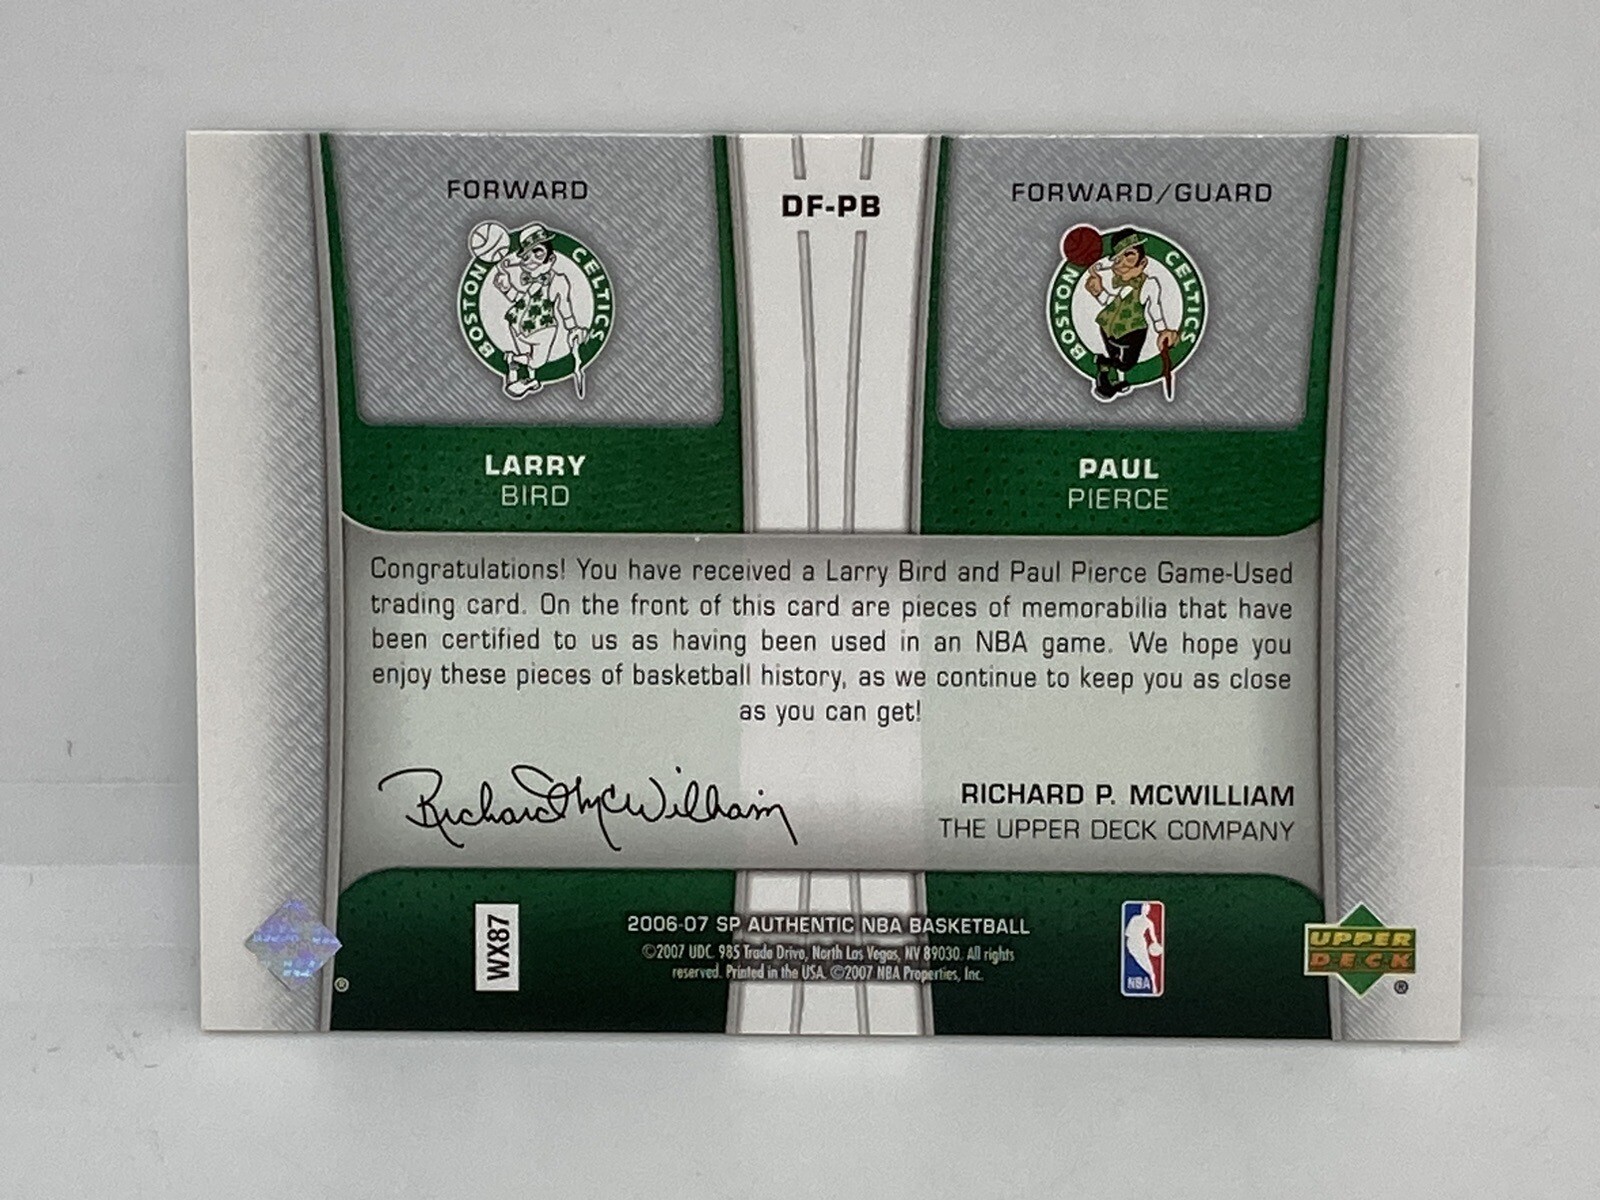 FORWARD
DF-PB
FORWARD/GUARD
BOSTON CELTICS
BOSTON CELTICS
LARRY
BIRD
PAUL
PIERCE
Congratulations! You have received a Larry Bird and Paul Pierce Game-Used
trading card. On the front of this card are pieces of memorabilia that have
been certified to us as having been used in an NBA game. We hope you
enjoy these pieces of basketball history, as we continue to keep you as close
as you can get!
Richard McWilliam
RICHARD P. MCWILLIAM
THE UPPER DECK COMPANY
WX87
2006-07 SP AUTHENTIC NBA BASKETBALL
©2007 UDC. 985 Trade Drive, North Las Vegas, NV 89030. All rights
reserved. Printed in the USA. ©2007 NBA Properties, Inc.
NBA
UPPER
DECK
®
®